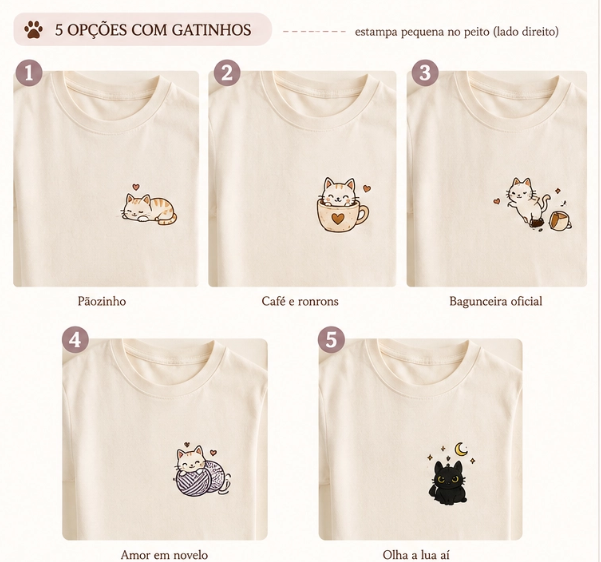 5 OPÇÕES COM GATINHOS
estampa pequena no peito (lado direito)
1
2
3
Pãozinho
Café e ronrons
Bagunceira oficial
4
5
Amor em novelo
Olha a lua aí